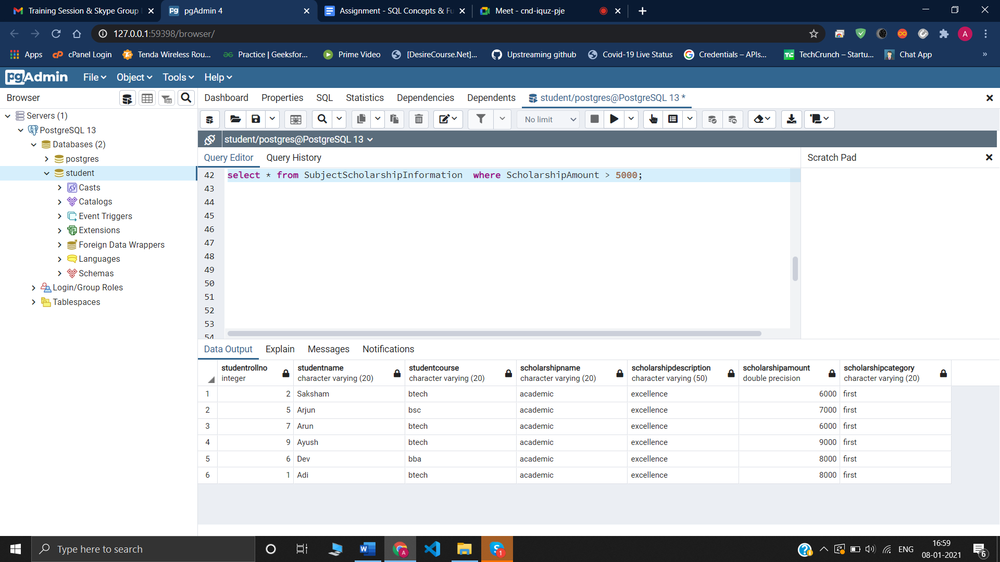 Training Session & Skype Group
pgAdmin 4
Assignment - SQL Concepts & Fu
Meet - cnd-iquz-pje
127.0.0.1:59398/browser/
A
Apps
cPanel Login
Tenda Wireless Rou...
Practice | Geeksfor...
Prime Video
[DesireCourse.Net]...
Upstreaming github
Covid-19 Live Status
Credentials – APIs...
TechCrunch – Startu...
Chat App
»
pgAdmin
File
Object
Tools
Help
Browser
Dashboard
Properties
SQL
Statistics
Dependencies
Dependents
student/postgres@PostgreSQL 13 *
No limit
Servers (1)
PostgreSQL 13
Databases (2)
postgres
student
Casts
Catalogs
Event Triggers
Extensions
Foreign Data Wrappers
Languages
Schemas
Login/Group Roles
Tablespaces
student/postgres@PostgreSQL 13
Query Editor
Query History
Scratch Pad
42 select * from SubjectScholarshipInformation  where ScholarshipAmount > 5000;
43
44
45
46
47
48
49
50
51
52
53
54
Data Output
Explain
Messages
Notifications
studentrollno studentname studentcourse scholarshipname scholarshipdescription scholarshipamount scholarshipcategory
integer character varying (20) character varying (20) character varying (20) character varying (50) double precision character varying (20)
1 2 Saksham btech academic excellence 6000 first
2 5 Arjun bsc academic excellence 7000 first
3 7 Arun btech academic excellence 6000 first
4 9 Ayush btech academic excellence 9000 first
5 6 Dev bba academic excellence 8000 first
6 1 Adi btech academic excellence 8000 first
Type here to search
ENG
16:59
08-01-2021
6